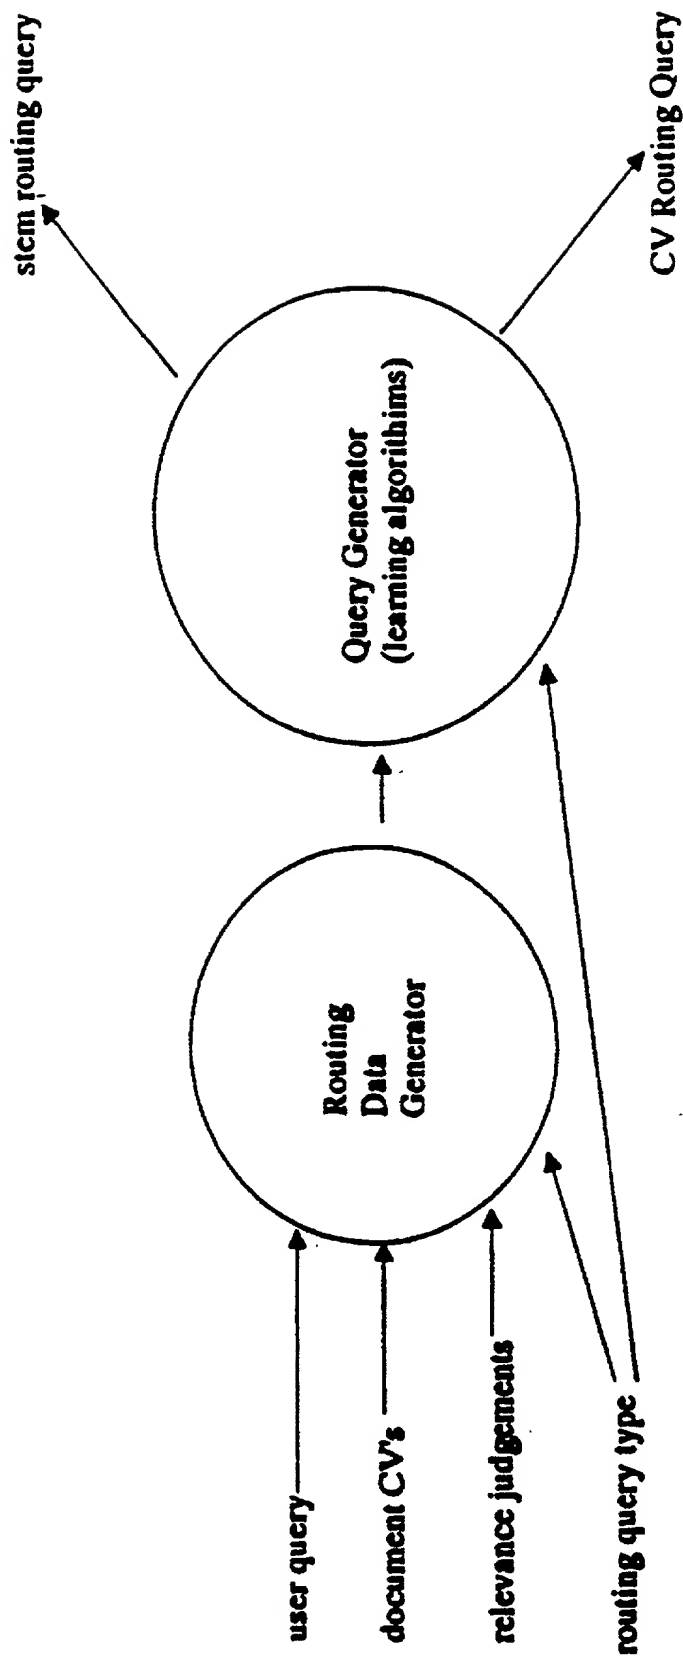 user query
document CV's
relevance judgements
routing query type
Routing
Data
Generator
Query Generator
(learning algorithims)
stem routing query
CV Routing Query